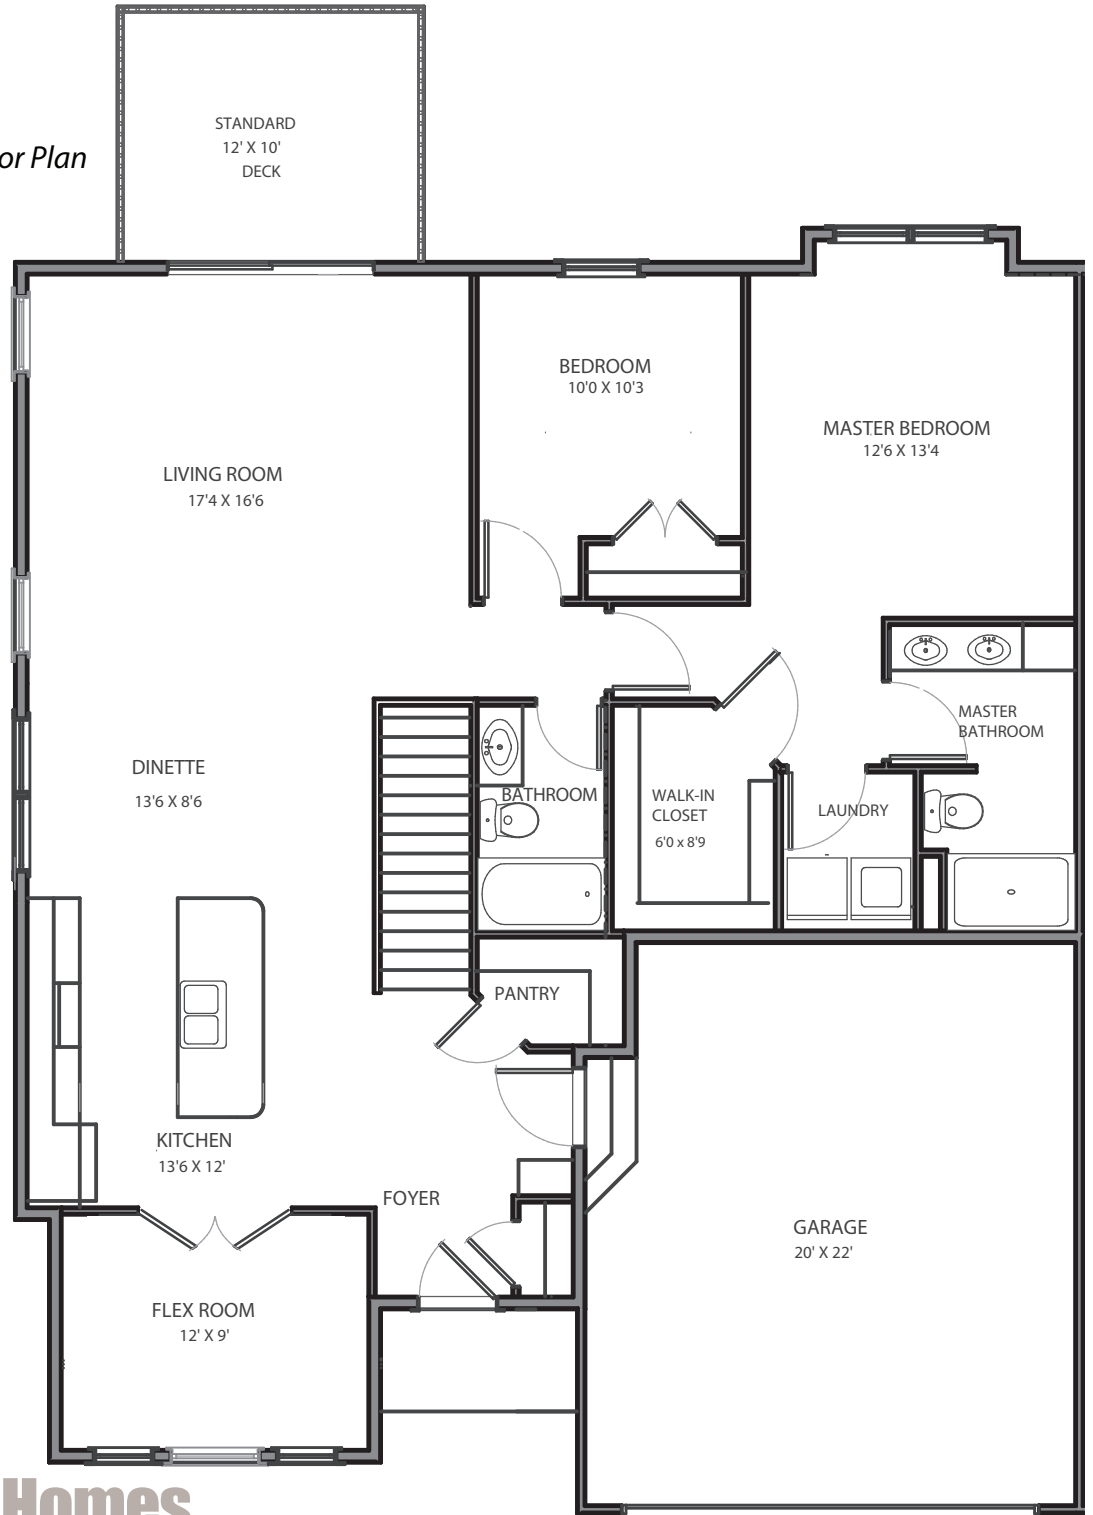 STANDARD
12' X 10'
DECK
or Plan
BEDROOM
10'0 X 10'3
MASTER BEDROOM
12'6 X 13'4
LIVING ROOM
17'4 X 16'6
MASTER
BATHROOM
DINETTE
13'6 X 8'6
BATHROOM
WALK-IN
CLOSET
6'0 x 8'9
LAUNDRY
PANTRY
KITCHEN
13'6 X 12'
FOYER
GARAGE
20' X 22'
FLEX ROOM
12' X 9'
Homes